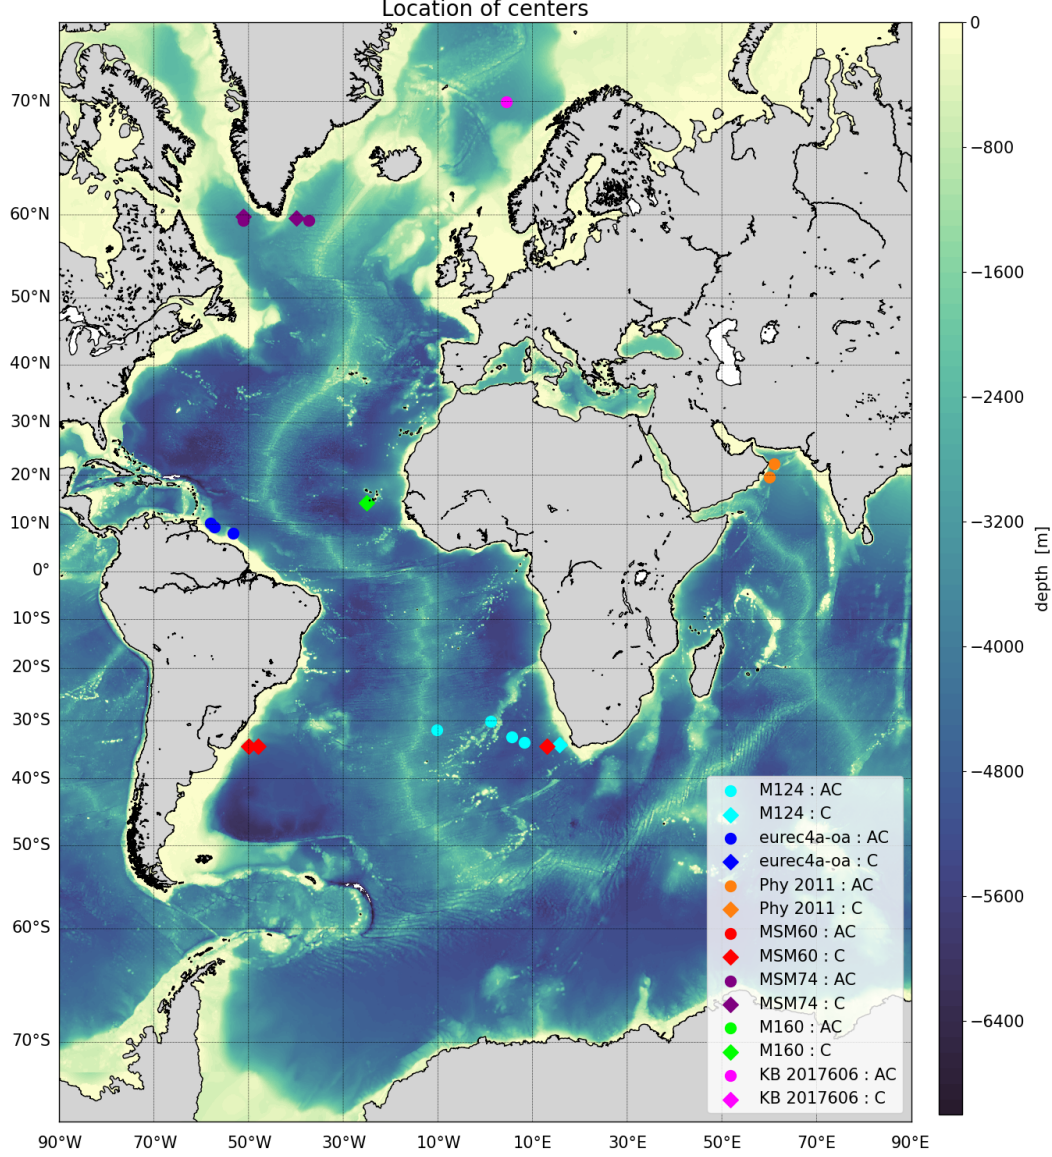 Location of centers
70°N
60°N
50°N
40°N
30°N
20°N
10°N
0°
10°S
20°S
30°S
40°S
50°S
60°S
70°S
90°W
70°W
50°W
30°W
10°W
10°E
30°E
50°E
70°E
90°E
M124 : AC
M124 : C
eurec4a-oa : AC
eurec4a-oa : C
Phy 2011 : AC
Phy 2011 : C
MSM60 : AC
MSM60 : C
MSM74 : AC
MSM74 : C
M160 : AC
M160 : C
KB 2017606 : AC
KB 2017606 : C
0
−800
−1600
−2400
−3200
−4000
−4800
−5600
−6400
depth [m]